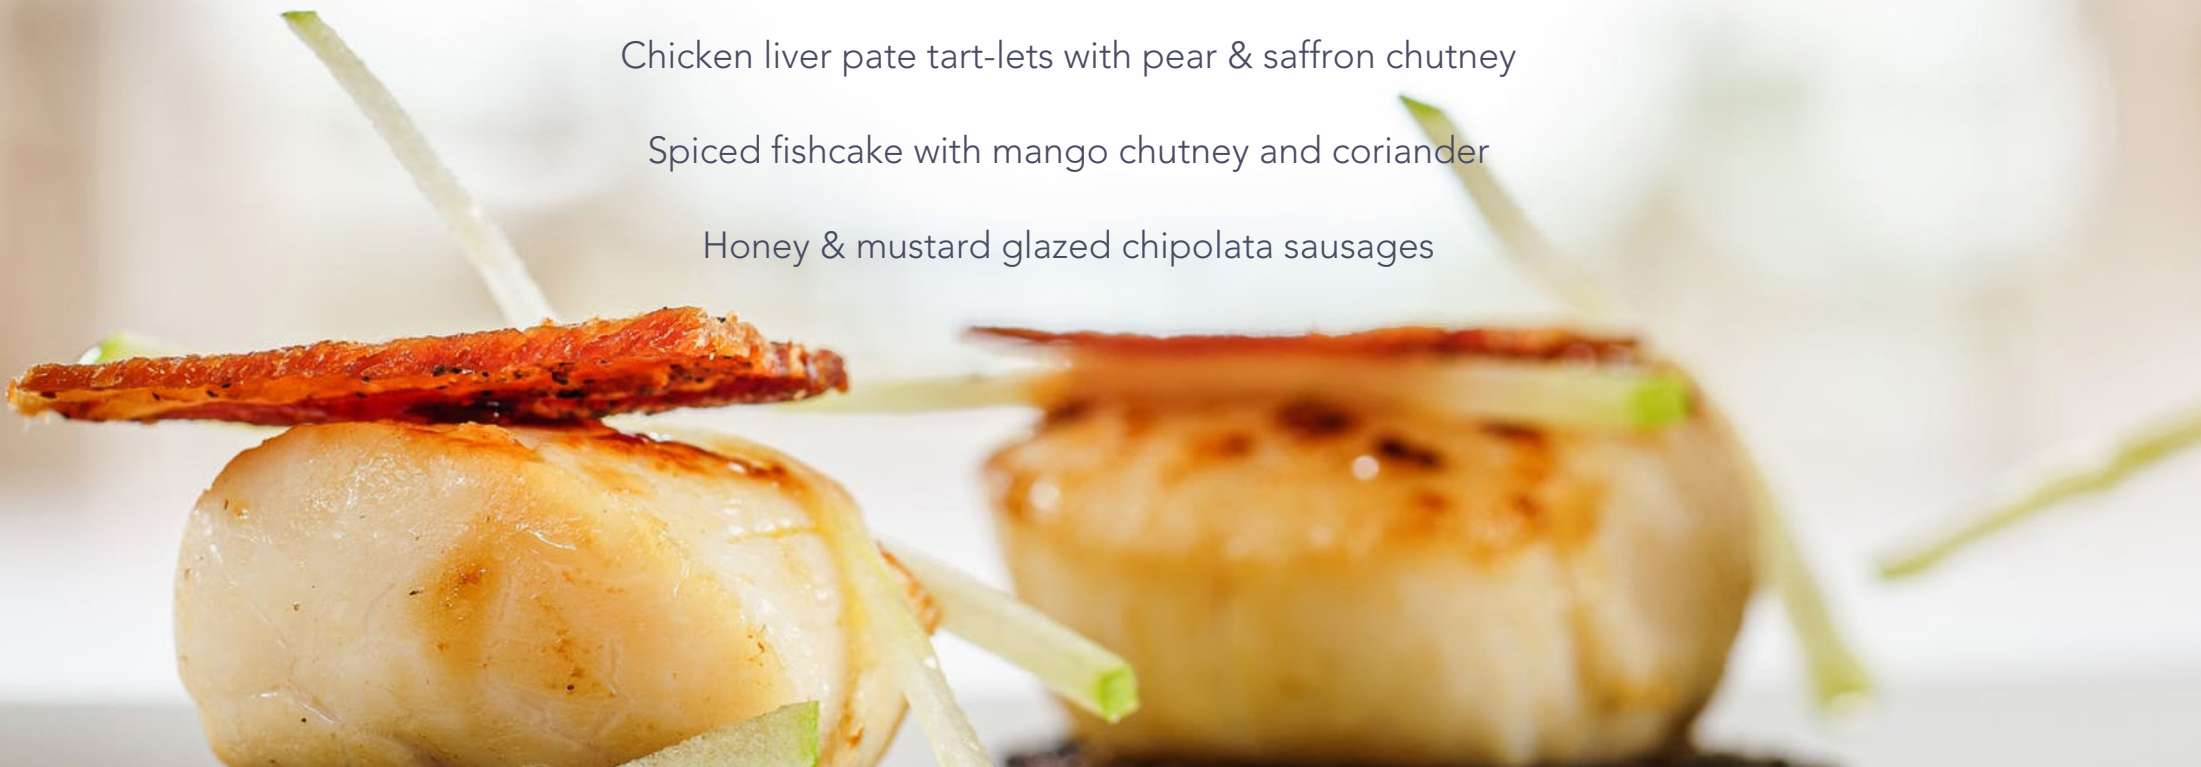 Chicken liver pate tart-lets with pear & saffron chutney
Spiced fishcake with mango chutney and coriander
Honey & mustard glazed chipolata sausages